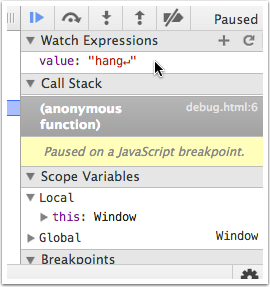 Paused
Watch Expressions
value: "hang↵"
Call Stack
(anonymous function) debug.html:6
Paused on a JavaScript breakpoint.
Scope Variables
Local
this: Window
Global Window
Breakpoints